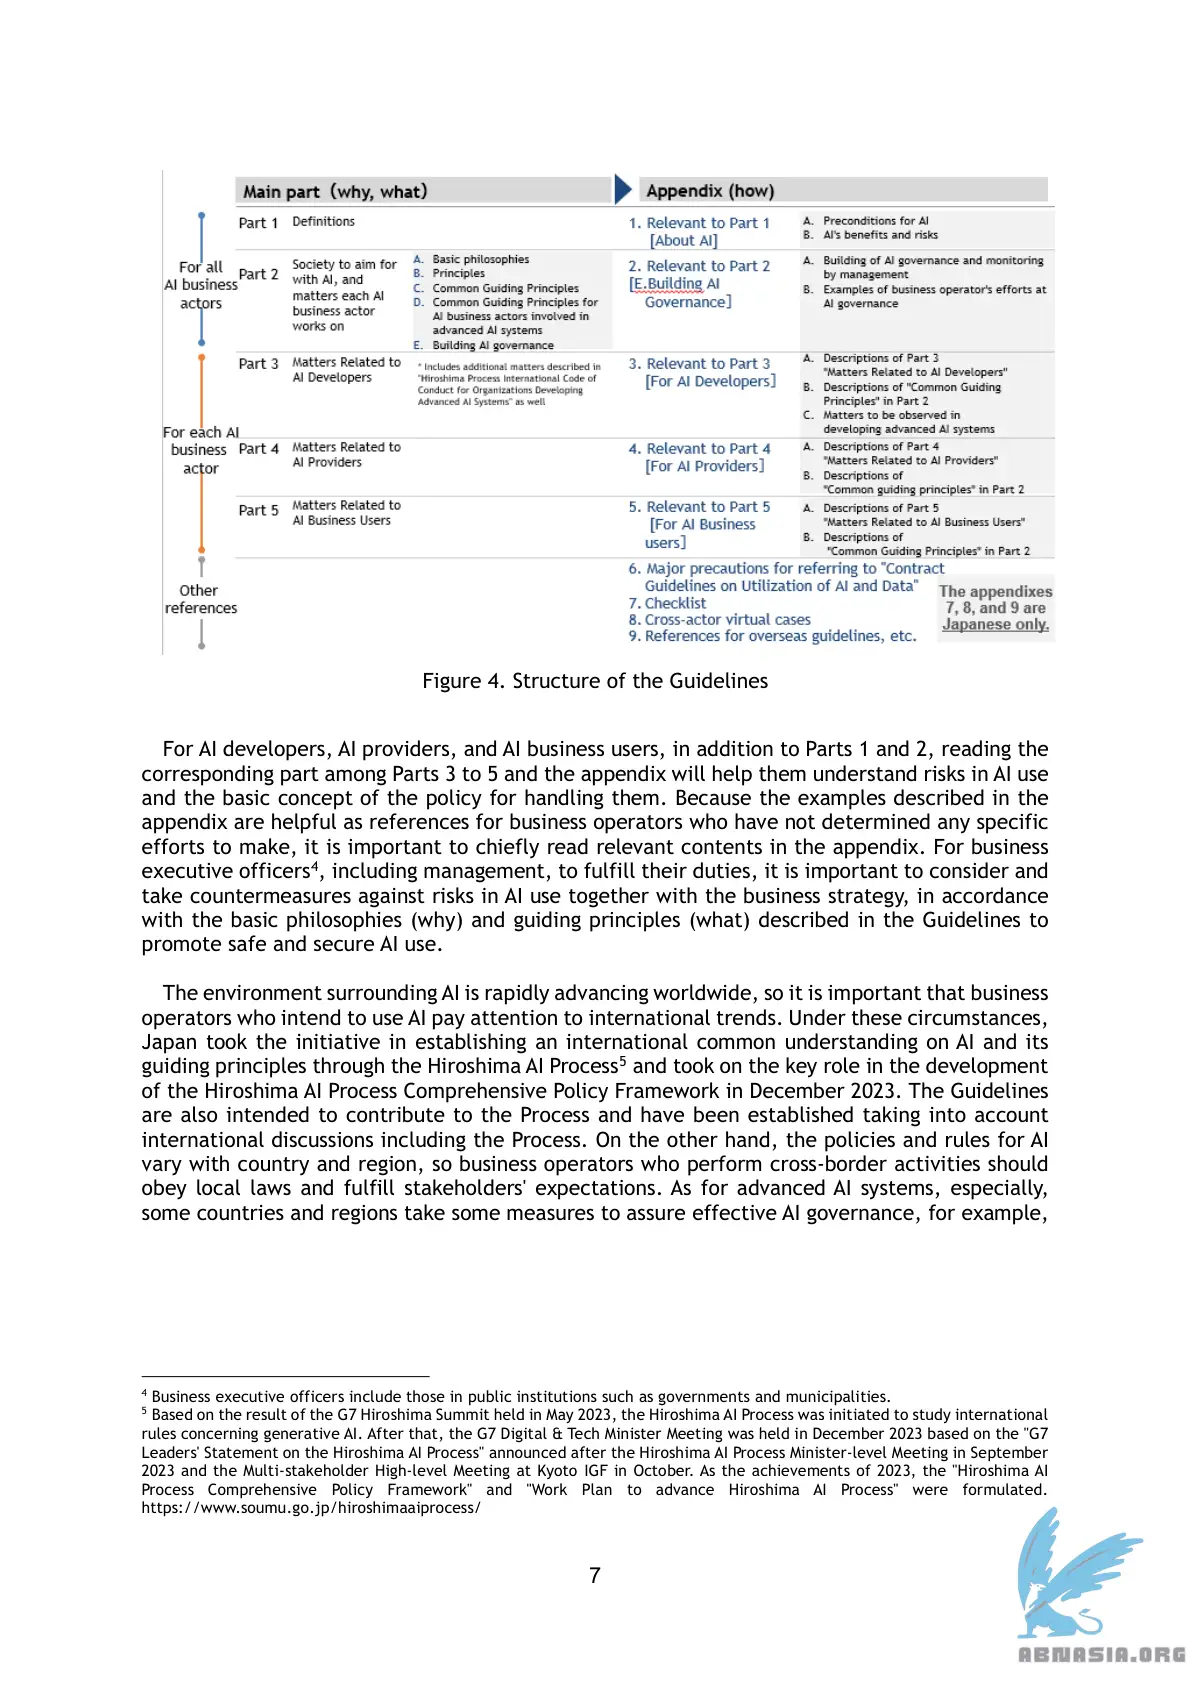 Main part (why, what)
Appendix (how)
For all
AI business
actors
Part 1
Definitions
1. Relevant to Part 1
[About AI]
A. Preconditions for AI
B. AI's benefits and risks
Part 2
Society to aim for
with AI, and
matters each AI
business actor
works on
A. Basic philosophies
B. Principles
C. Common Guiding Principles
D. Common Guiding Principles for
AI business actors involved in
advanced AI systems
E. Building AI governance
2. Relevant to Part 2
[E.Building AI
Governance]
A. Building of AI governance and monitoring
by management
B. Examples of business operator's efforts at
AI governance
For each AI
business
actor
Part 3
Matters Related to
AI Developers
* Includes additional matters described in
"Hiroshima Process International Code of
Conduct for Organizations Developing
Advanced AI Systems" as well
3. Relevant to Part 3
[For AI Developers]
A. Descriptions of Part 3
"Matters Related to AI Developers"
B. Descriptions of "Common Guiding
Principles" in Part 2
C. Matters to be observed in
developing advanced AI systems
Part 4
Matters Related to
AI Providers
4. Relevant to Part 4
[For AI Providers]
A. Descriptions of Part 4
"Matters Related to AI Providers"
B. Descriptions of
"Common guiding principles" in Part 2
Part 5
Matters Related to
AI Business Users
5. Relevant to Part 5
[For AI Business
users]
A. Descriptions of Part 5
"Matters Related to AI Business Users"
B. Descriptions of
"Common Guiding Principles" in Part 2
Other
references
6. Major precautions for referring to "Contract
Guidelines on Utilization of AI and Data"
7. Checklist
8. Cross-actor virtual cases
9. References for overseas guidelines, etc.
The appendixes
7, 8, and 9 are
Japanese only.
Figure 4. Structure of the Guidelines
For AI developers, AI providers, and AI business users, in addition to Parts 1 and 2, reading the
corresponding part among Parts 3 to 5 and the appendix will help them understand risks in AI use
and the basic concept of the policy for handling them. Because the examples described in the
appendix are helpful as references for business operators who have not determined any specific
efforts to make, it is important to chiefly read relevant contents in the appendix. For business
executive officers4, including management, to fulfill their duties, it is important to consider and
take countermeasures against risks in AI use together with the business strategy, in accordance
with the basic philosophies (why) and guiding principles (what) described in the Guidelines to
promote safe and secure AI use.
The environment surrounding AI is rapidly advancing worldwide, so it is important that business
operators who intend to use AI pay attention to international trends. Under these circumstances,
Japan took the initiative in establishing an international common understanding on AI and its
guiding principles through the Hiroshima AI Process5 and took on the key role in the development
of the Hiroshima AI Process Comprehensive Policy Framework in December 2023. The Guidelines
are also intended to contribute to the Process and have been established taking into account
international discussions including the Process. On the other hand, the policies and rules for AI
vary with country and region, so business operators who perform cross-border activities should
obey local laws and fulfill stakeholders' expectations. As for advanced AI systems, especially,
some countries and regions take some measures to assure effective AI governance, for example,
4 Business executive officers include those in public institutions such as governments and municipalities.
5 Based on the result of the G7 Hiroshima Summit held in May 2023, the Hiroshima AI Process was initiated to study international
rules concerning generative AI. After that, the G7 Digital & Tech Minister Meeting was held in December 2023 based on the "G7
Leaders' Statement on the Hiroshima AI Process" announced after the Hiroshima AI Process Minister-level Meeting in September
2023 and the Multi-stakeholder High-level Meeting at Kyoto IGF in October. As the achievements of 2023, the "Hiroshima AI
Process Comprehensive Policy Framework" and "Work Plan to advance Hiroshima AI Process" were formulated.
https://www.soumu.go.jp/hiroshimaaiprocess/
7
ABNASIA.ORG